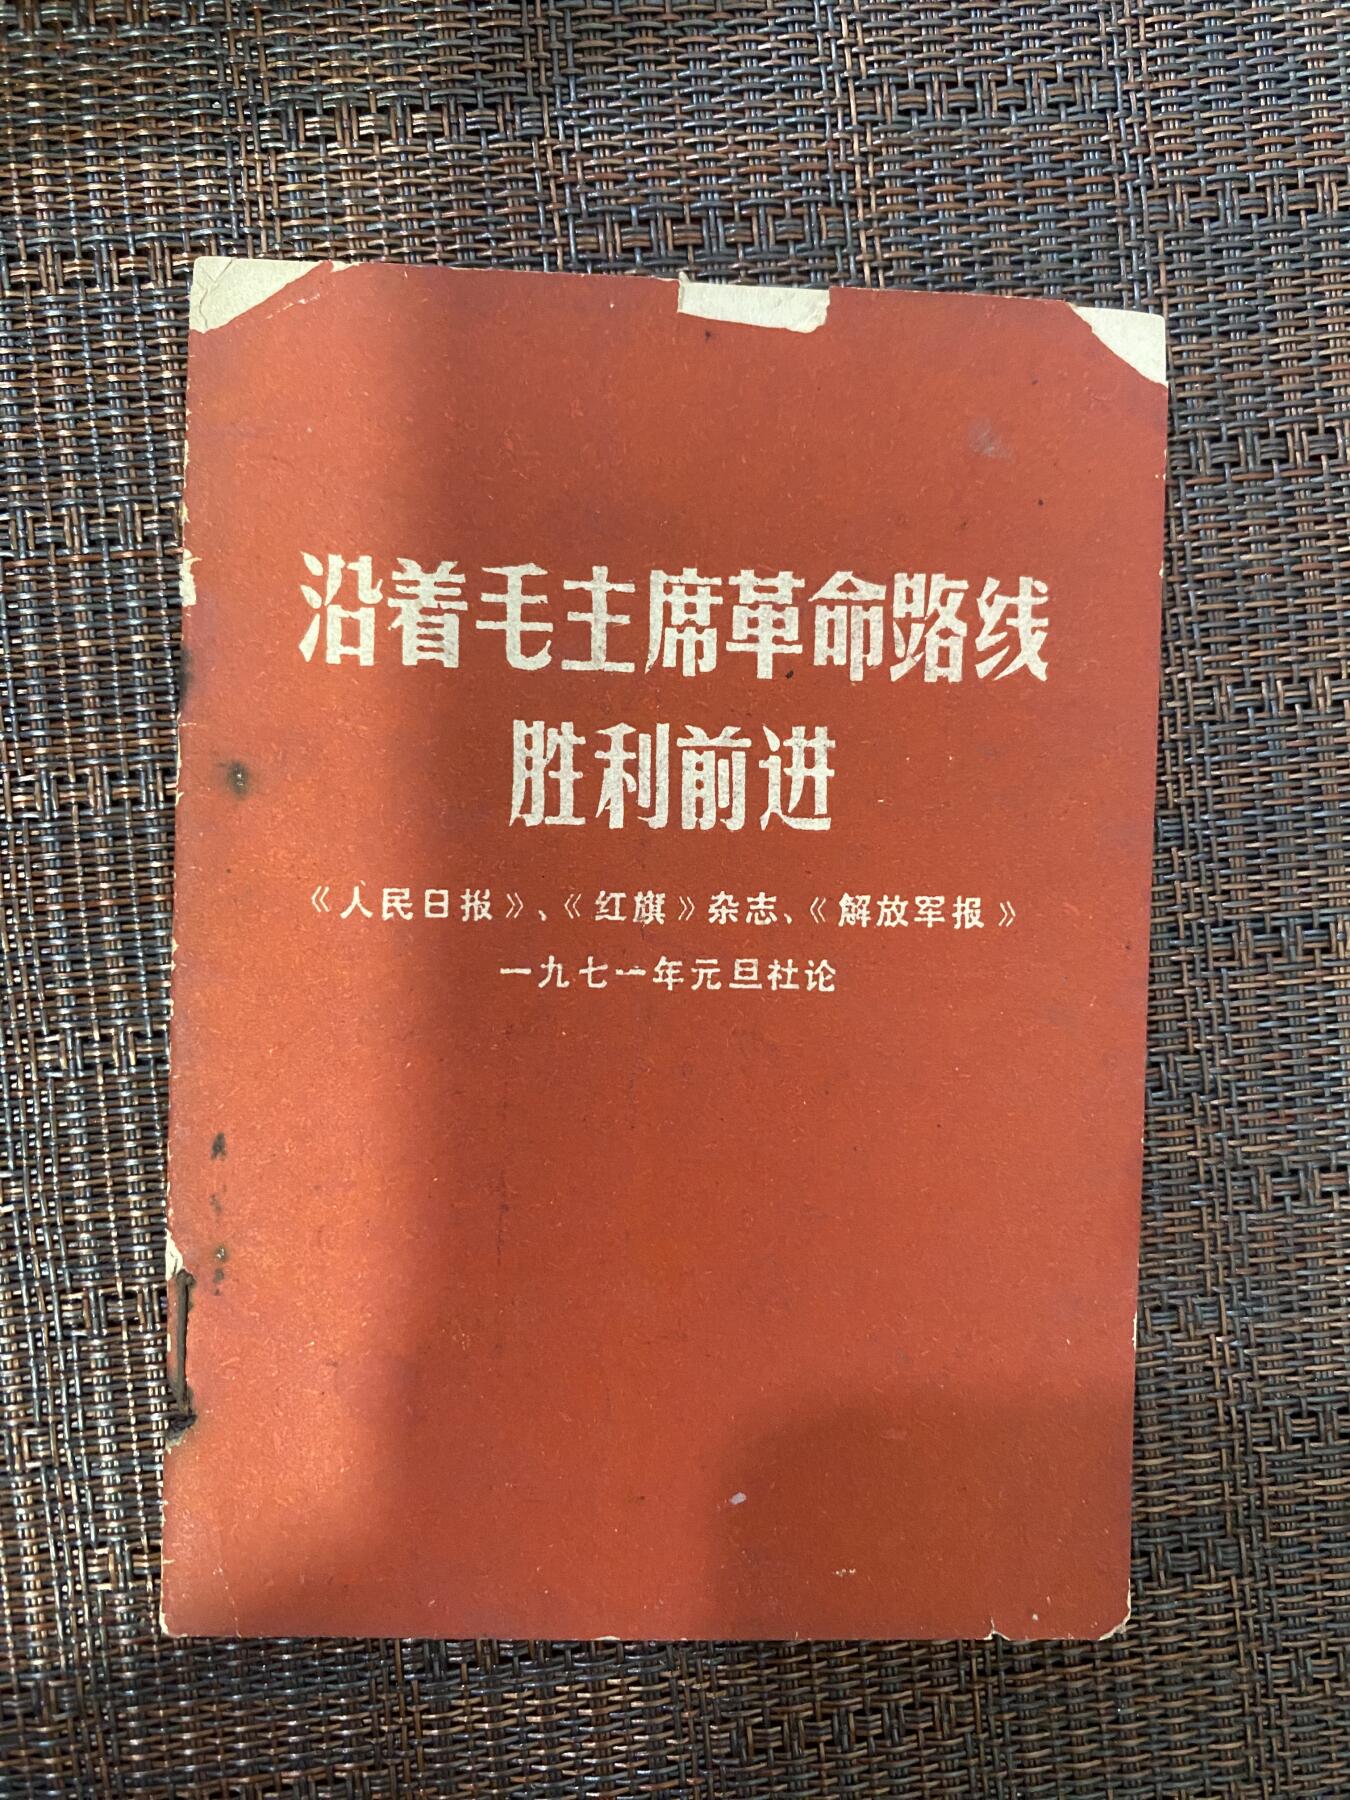 沿着毛主席革命路线
胜利前进
《人民日报》、《红旗》杂志、《解放军报》
一九七一年元旦社论